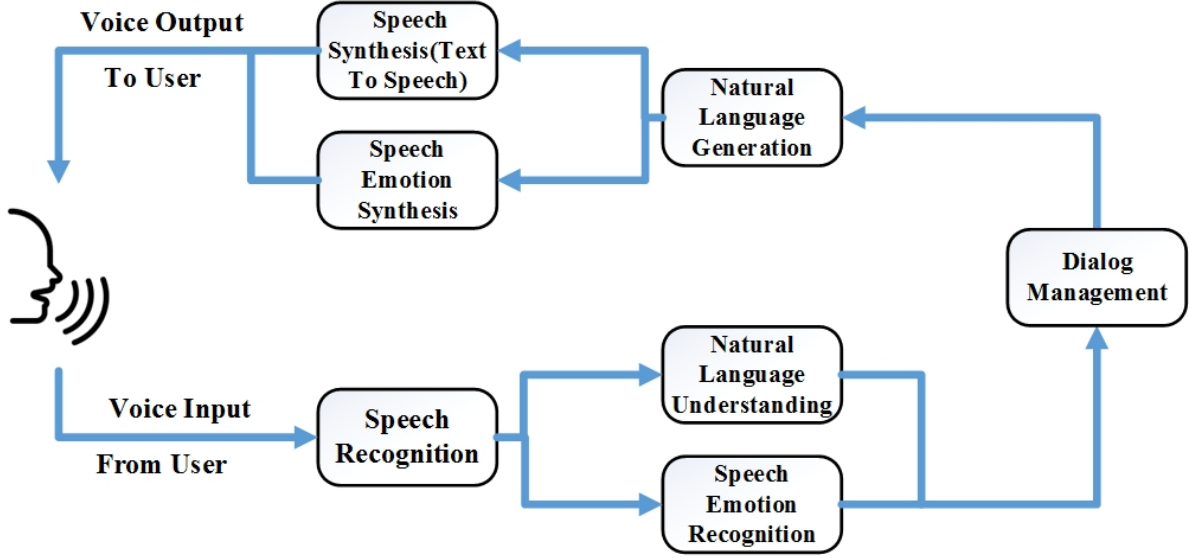 Voice Output
To User
Speech
Synthesis(Text
To Speech)
Speech
Emotion
Synthesis
Natural
Language
Generation
Dialog
Management
Natural
Language
Understanding
Speech
Emotion
Recognition
Speech
Recognition
Voice Input
From User